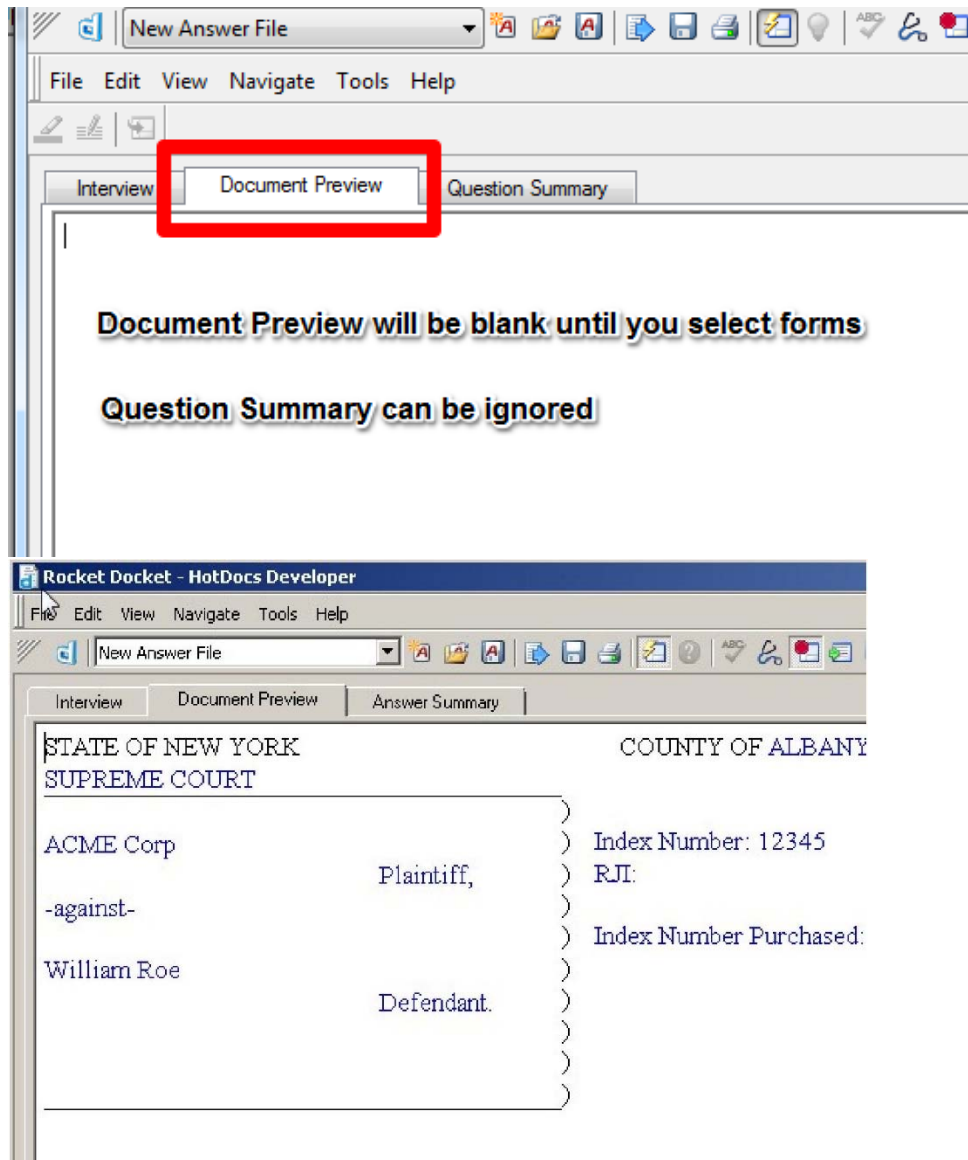 New Answer File
File Edit View Navigate Tools Help
Interview Document Preview Question Summary
Document Preview will be blank until you select forms
Question Summary can be ignored
Rocket Docket - HotDocs Developer
File Edit View Navigate Tools Help
New Answer File
Interview Document Preview Answer Summary
STATE OF NEW YORK COUNTY OF ALBANY
SUPREME COURT
)
ACME Corp ) Index Number: 12345
Plaintiff, ) RJI:
-against- )
) Index Number Purchased:
William Roe )
Defendant. )
)
)
)